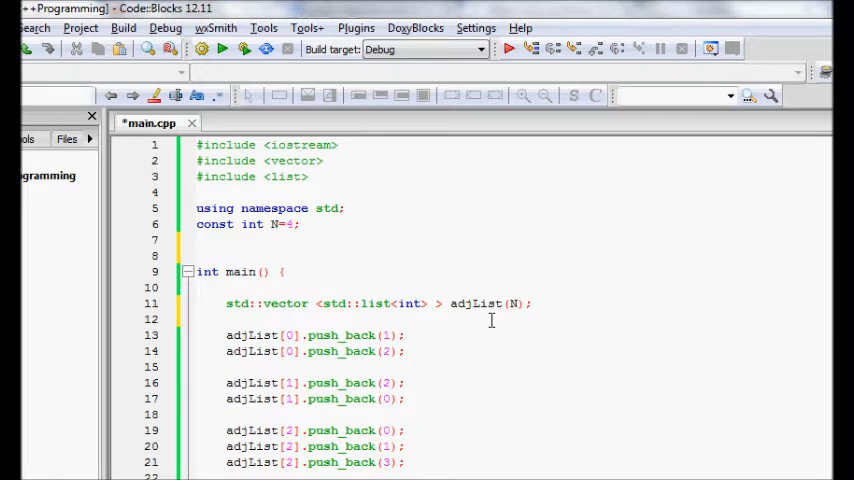 ++Programming] - Code::Blocks 12.11
Search Project Build Debug wxSmith Tools Tools+ Plugins DoxyBlocks Settings Help
Build target: Debug
Aa .* S C
*main.cpp
ols Files
rogramming
1 #include <iostream>
2 #include <vector>
3 #include <list>
4
5 using namespace std;
6 const int N=4;
7
8
9 int main() {
10
11 std::vector <std::list<int> > adjList(N);
12
13 adjList[0].push_back(1);
14 adjList[0].push_back(2);
15
16 adjList[1].push_back(2);
17 adjList[1].push_back(0);
18
19 adjList[2].push_back(0);
20 adjList[2].push_back(1);
21 adjList[2].push_back(3);
22